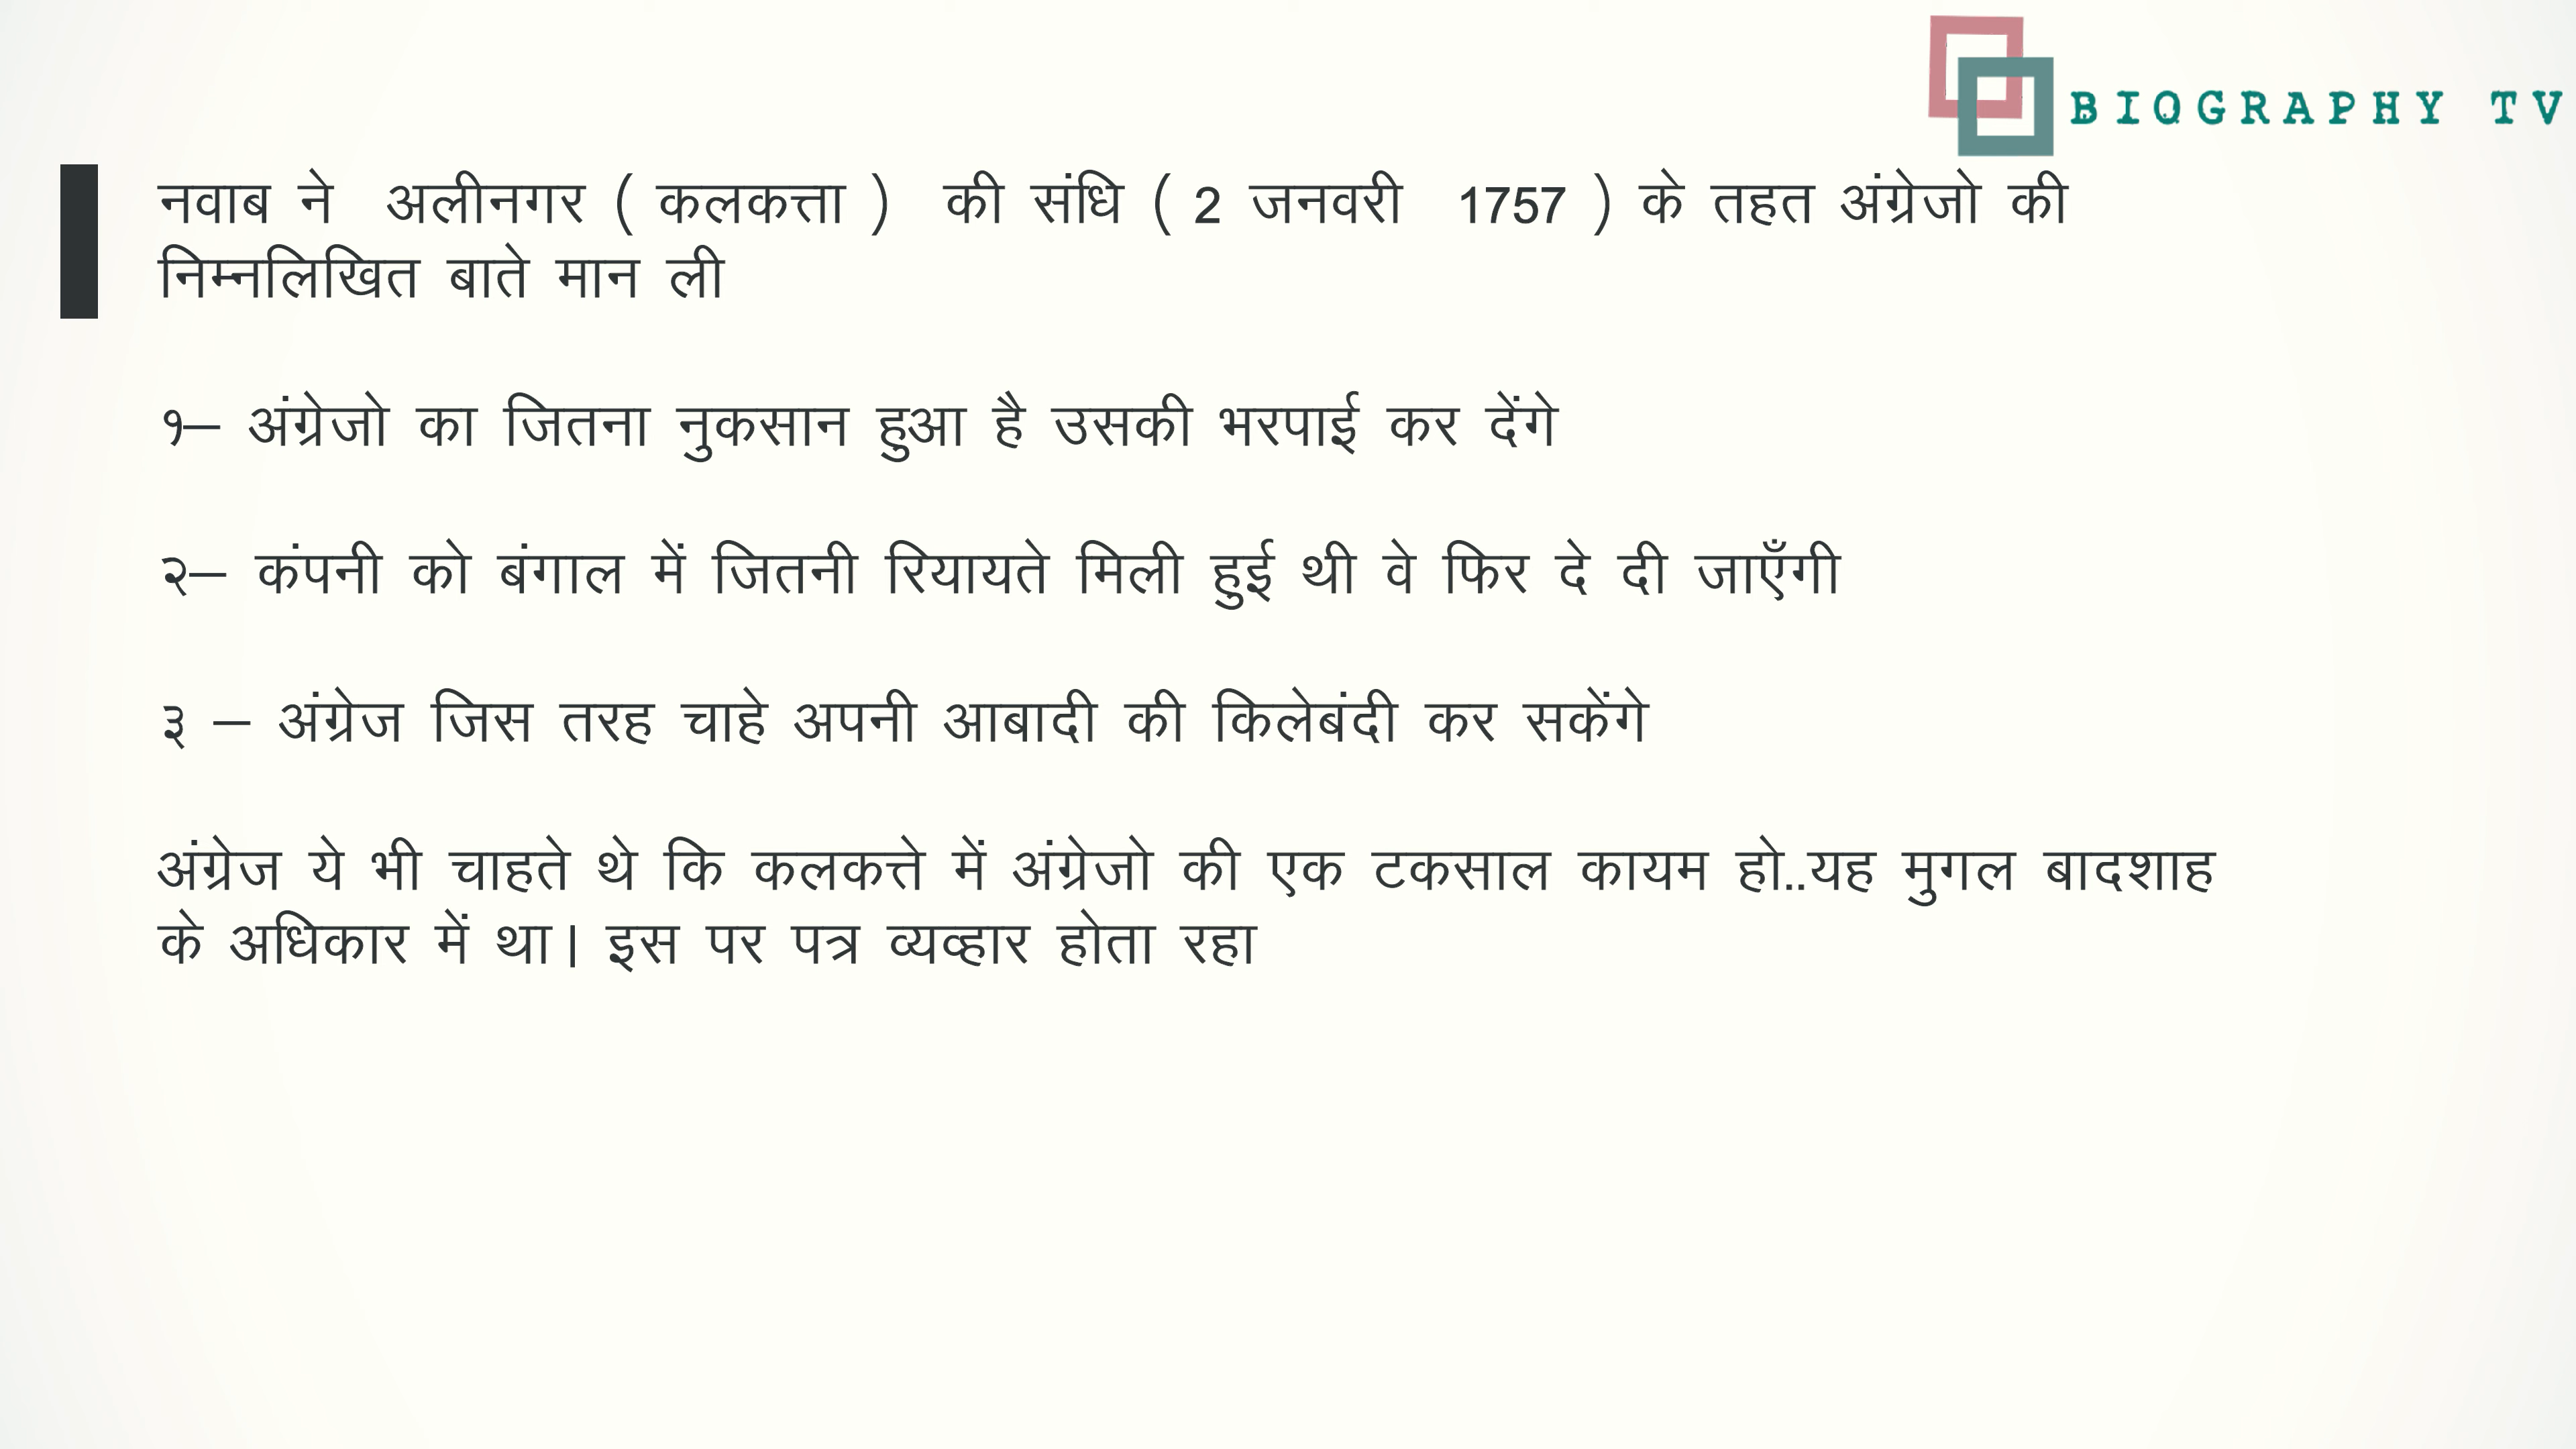 BIOGRAPHY TV
नवाब ने अलीनगर ( कलकत्ता ) की संधि ( 2 जनवरी 1757 ) के तहत अंग्रेजो की
निम्नलिखित बाते मान ली
१– अंग्रेजो का जितना नुकसान हुआ है उसकी भरपाई कर देंगे
२– कंपनी को बंगाल में जितनी रियायते मिली हुई थी वे फिर दे दी जाएँगी
३ – अंग्रेज जिस तरह चाहे अपनी आबादी की किलेबंदी कर सकेंगे
अंग्रेज ये भी चाहते थे कि कलकत्ते में अंग्रेजो की एक टकसाल कायम हो..यह मुगल बादशाह
के अधिकार में था। इस पर पत्र व्यव्हार होता रहा